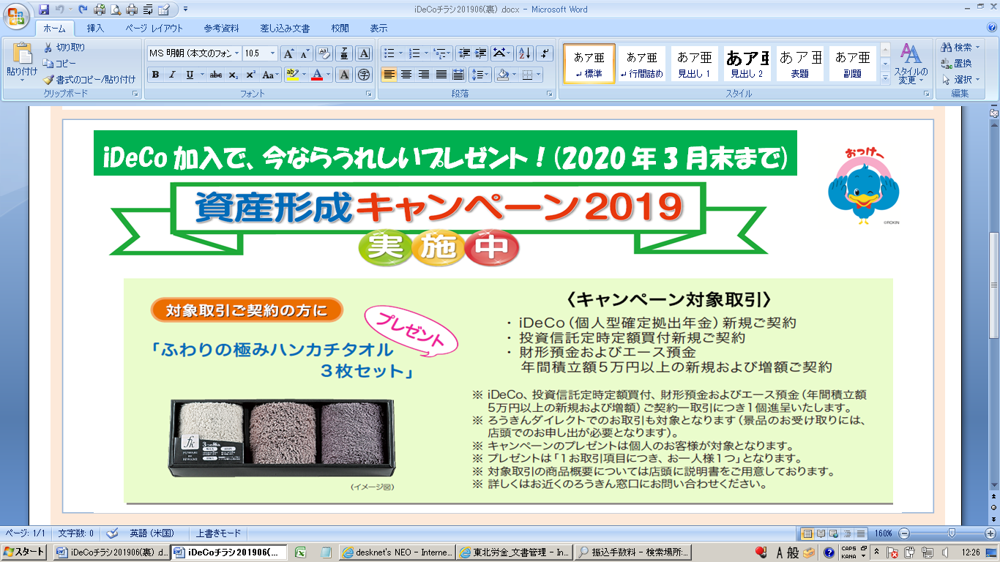 iDeCoチラシ201906(裏) .docx - Microsoft Word
ホーム 挿入 ページ レイアウト 参考資料 差し込み文書 校閲 表示
貼り付け
切り取り
コピー
書式のコピー/貼り付け
クリップボード
MS 明朝 (本文のフォン 10.5
フォント
段落
あア亜 あア亜 あア亜 あア亜 あア亜 あア亜
標準 行間詰め 見出し 1 見出し 2 表題 副題
スタイルの
変更
スタイル
検索
置換
選択
編集
iDeCo 加入で、今ならうれしいプレゼント！(2020 年 3 月末まで)
おっけー
©ROKIN
資産形成キャンペーン2019
実施中
対象取引ご契約の方に
プレゼント
「ふわりの極みハンカチタオル
３枚セット」
(イメージ図)
〈キャンペーン対象取引〉
・ iDeCo（個人型確定拠出年金）新規ご契約
・ 投資信託定時定額買付新規ご契約
・ 財形預金およびエース預金
年間積立額５万円以上の新規および増額ご契約
※ iDeCo、投資信託定時定額買付、財形預金およびエース預金（年間積立額
５万円以上の新規および増額）ご契約一取引につき１個進呈いたします。
※ ろうきんダイレクトでのお取引も対象となります（景品のお受け取りには、
店頭でのお申し出が必要となります）。
※ キャンペーンのプレゼントは個人のお客様が対象となります。
※ プレゼントは「１お取引項目につき、お一人様１つ」となります。
※ 対象取引の商品概要については店頭に説明書をご用意しております。
※ 詳しくはお近くのろうきん窓口にお問い合わせください。
ページ: 1/1 文字数: 0 英語 (米国) 上書きモード 160%
スタート iDeCoチラシ201906(裏) .d... iDeCoチラシ201906(... desknet's NEO - Interne... 東北労金_文書管理 - In... 振込手数料 - 検索場所:... A 般 CAPS KANA 12:26